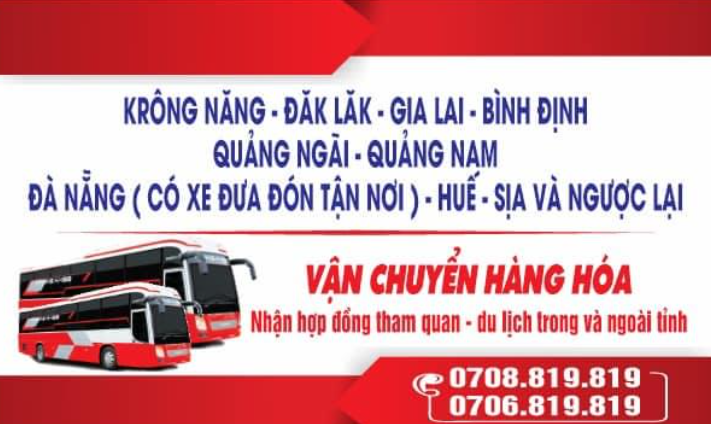 KRÔNG NĂNG - ĐĂK LĂK - GIA LAI - BÌNH ĐỊNH
QUẢNG NGÃI - QUẢNG NAM
ĐÀ NẴNG ( CÓ XE ĐƯA ĐÓN TẬN NƠI ) - HUẾ - SỊA VÀ NGƯỢC LẠI
VẬN CHUYỂN HÀNG HÓA
Nhận hợp đồng tham quan - du lịch trong và ngoài tỉnh
0708.819.819
0706.819.819